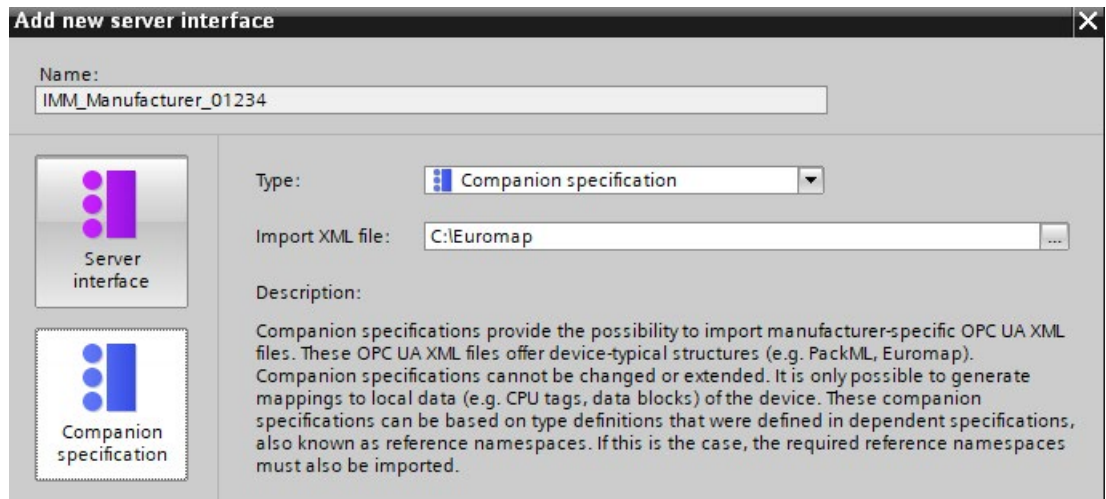 Add new server interface
Name:
IMM_Manufacturer_01234
Server
interface
Companion
specification
Type:
Companion specification
Import XML file:
C:\Euromap
...
Description:
Companion specifications provide the possibility to import manufacturer-specific OPC UA XML
files. These OPC UA XML files offer device-typical structures (e.g. PackML, Euromap).
Companion specifications cannot be changed or extended. It is only possible to generate
mappings to local data (e.g. CPU tags, data blocks) of the device. These companion
specifications can be based on type definitions that were defined in dependent specifications,
also known as reference namespaces. If this is the case, the required reference namespaces
must also be imported.